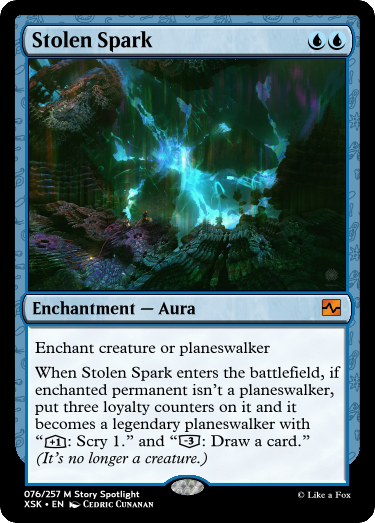 Stolen Spark
Enchantment — Aura
Enchant creature or planeswalker
When Stolen Spark enters the battlefield, if
enchanted permanent isn't a planeswalker,
put three loyalty counters on it and it
becomes a legendary planeswalker with
"+1: Scry 1." and "-3: Draw a card."
(It's no longer a creature.)
076/257 M Story Spotlight
XSK • EN Cedric Cunanan
© Like a Fox